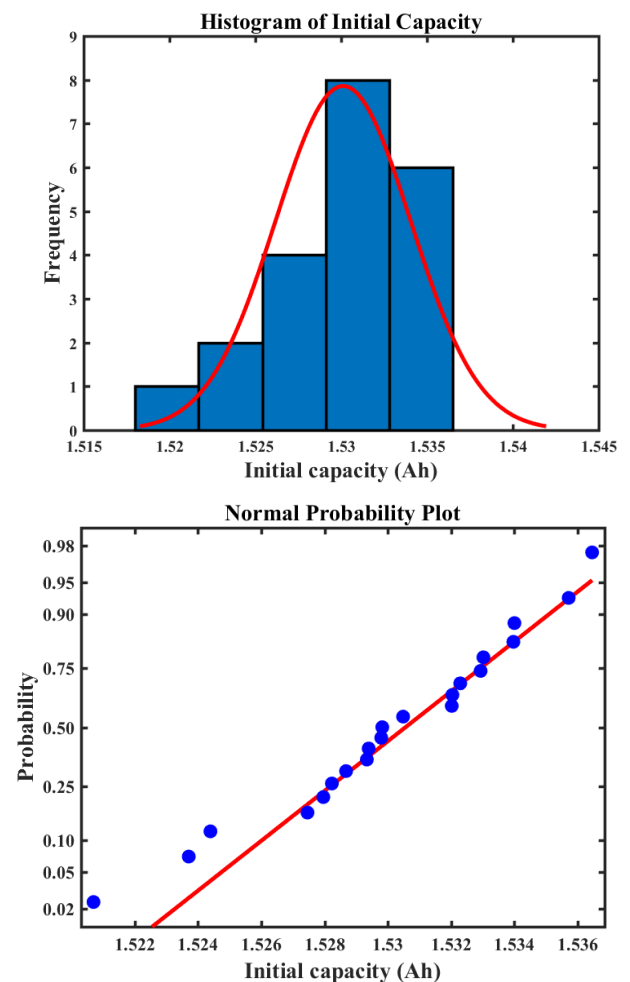 Histogram of Initial Capacity
9
8
7
6
5
4
3
2
1
0
Frequency
1.515 1.52 1.525 1.53 1.535 1.54 1.545
Initial capacity (Ah)
Normal Probability Plot
0.98
0.95
0.90
0.75
0.50
0.25
0.10
0.05
0.02
Probability
1.522 1.524 1.526 1.528 1.53 1.532 1.534 1.536
Initial capacity (Ah)